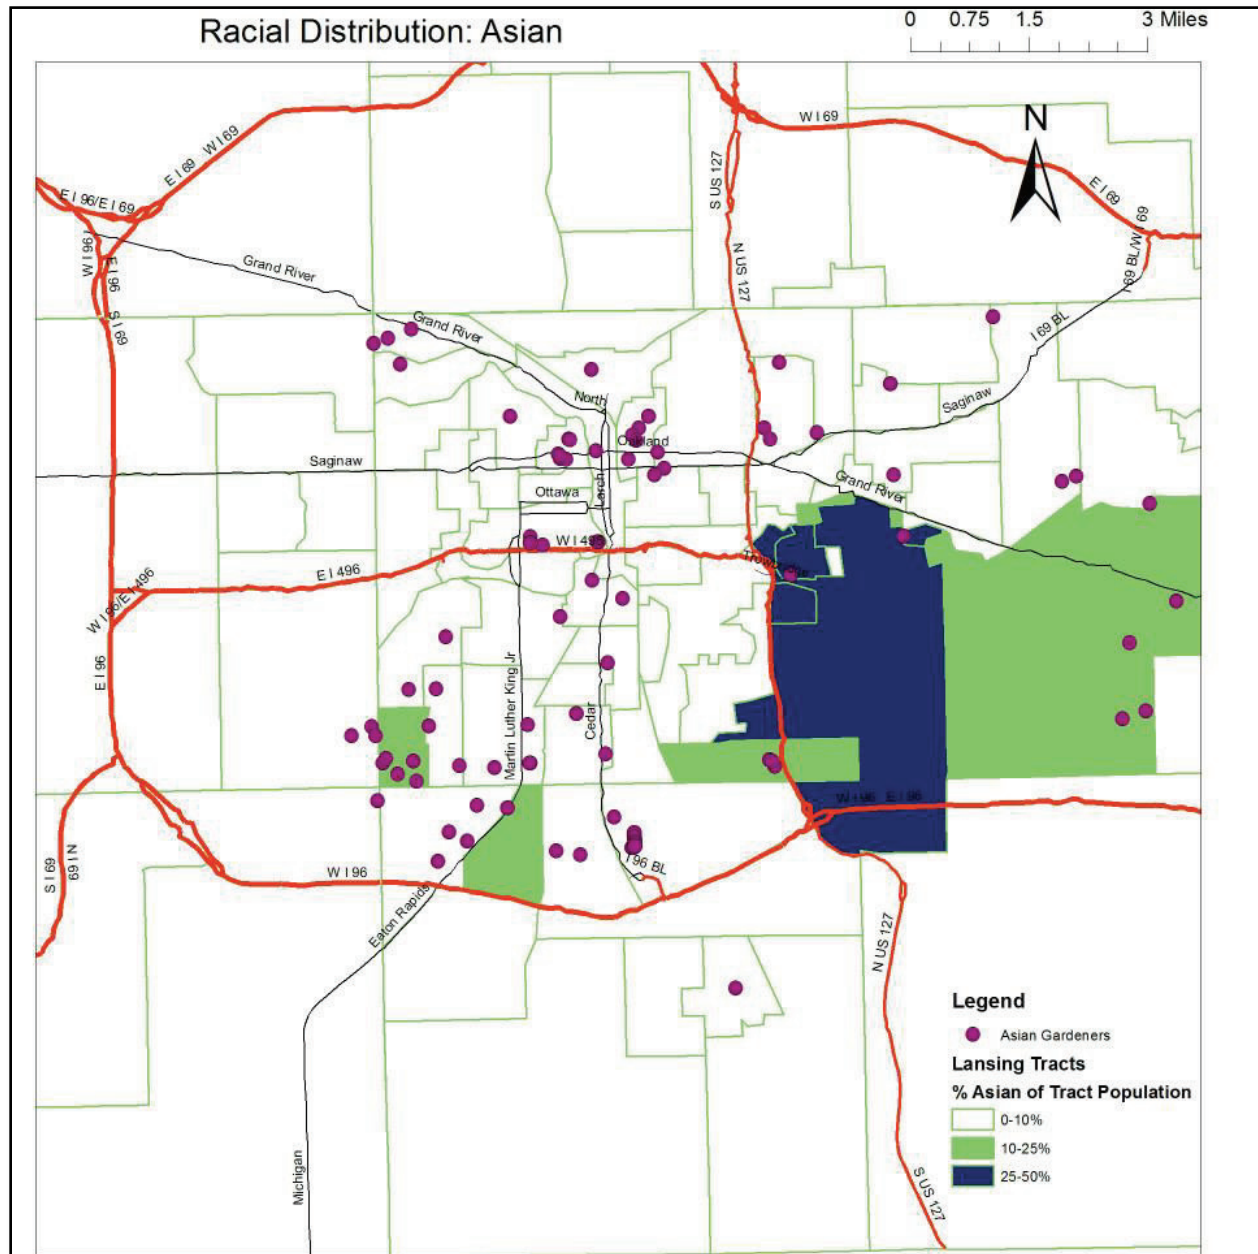 Racial Distribution: Asian
0 0.75 1.5 3 Miles
N
W I 69
E I 69
W I 69
E I 69
S US 127
N US 127
E I 96/E I 69
W I 96
E I 96
S I 69
I 69 BL/W I 69
I 69 BL
Grand River
Grand River
North
Saginaw
Oakland
Saginaw
Grand River
Larch
Ottawa
W I 496
Trowbridge
E I 496
W I 96/E I 496
E I 96
Martin Luther King Jr
Cedar
W I 96 E I 96
I 96 BL
W I 96
S I 69
N I 69
Eaton Rapids
N US 127
Michigan
S US 127
Legend
Asian Gardeners
Lansing Tracts
% Asian of Tract Population
0-10%
10-25%
25-50%